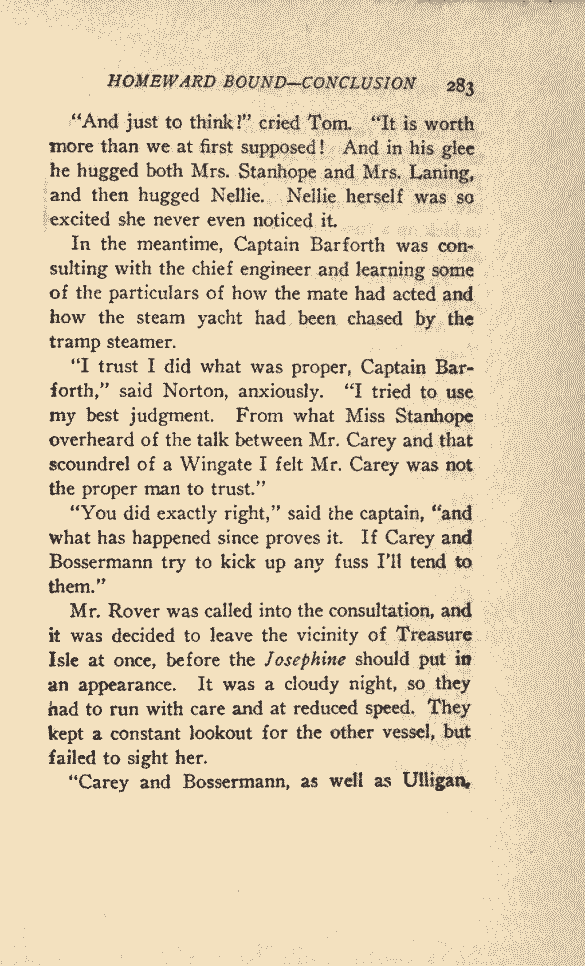 HOMEWARD BOUND—CONCLUSION 283
“And just to think!” cried Tom. “It is worth
more than we at first supposed! And in his glee
he hugged both Mrs. Stanhope and Mrs. Laning,
and then hugged Nellie. Nellie herself was so
excited she never even noticed it.
In the meantime, Captain Barforth was con-
sulting with the chief engineer and learning some
of the particulars of how the mate had acted and
how the steam yacht had been chased by the
tramp steamer.
“I trust I did what was proper, Captain Bar-
forth,” said Norton, anxiously. “I tried to use
my best judgment. From what Miss Stanhope
overheard of the talk between Mr. Carey and that
scoundrel of a Wingate I felt Mr. Carey was not
the proper man to trust.”
“You did exactly right,” said the captain, “and
what has happened since proves it. If Carey and
Bossermann try to kick up any fuss I’ll tend to
them.”
Mr. Rover was called into the consultation, and
it was decided to leave the vicinity of Treasure
Isle at once, before the Josephine should put in
an appearance. It was a cloudy night, so they
had to run with care and at reduced speed. They
kept a constant lookout for the other vessel, but
failed to sight her.
“Carey and Bossermann, as well as Ulligan,